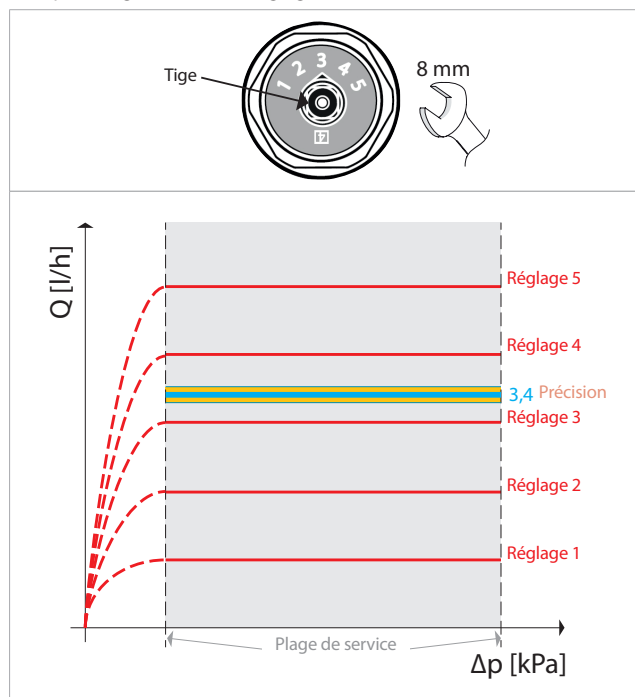 8 mm
Tige
1 2 3 4 5
4
Q [l/h]
Réglage 5
Réglage 4
3,4 Précision
Réglage 3
Réglage 2
Réglage 1
Plage de service
Δp [kPa]